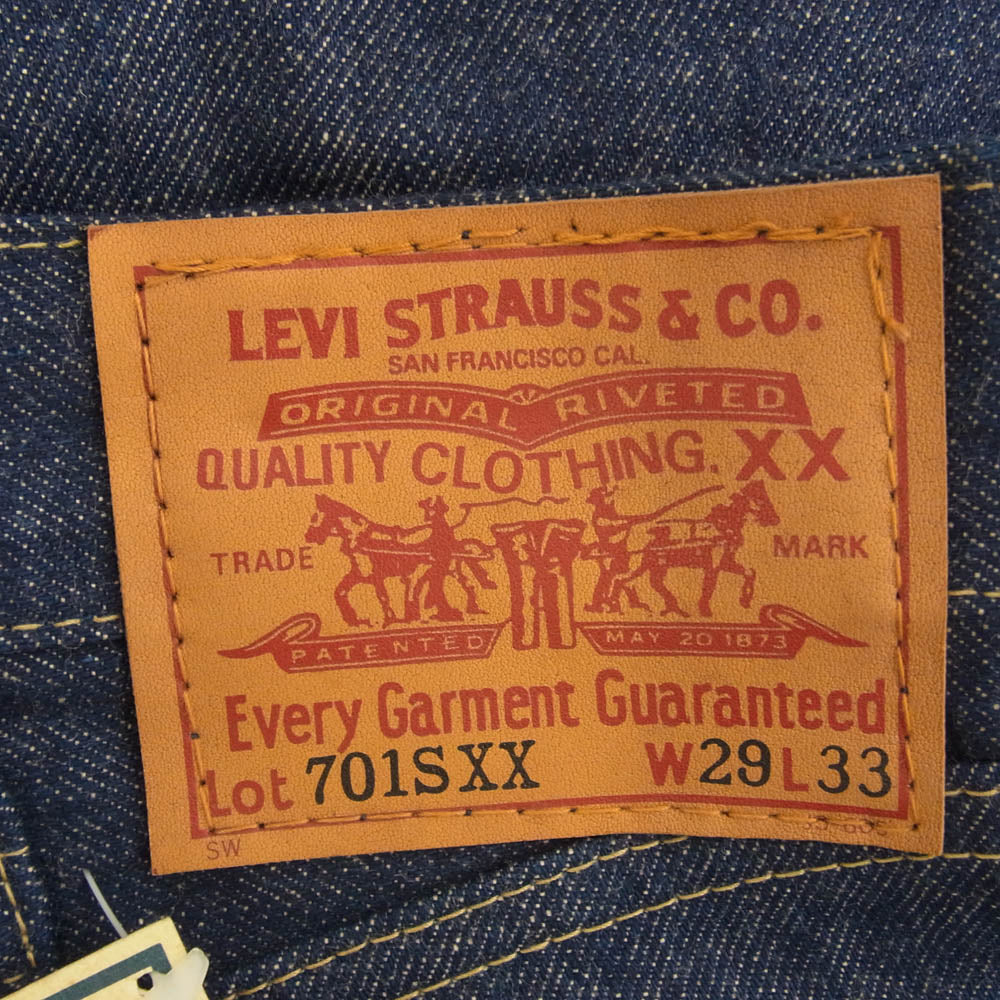 LEVI STRAUSS & CO.
SAN FRANCISCO CAL.
ORIGINAL RIVETED
QUALITY CLOTHING. XX
TRADE MARK
PATENTED MAY 20 1873
Every Garment Guaranteed
Lot 701SXX W29 L33
SW